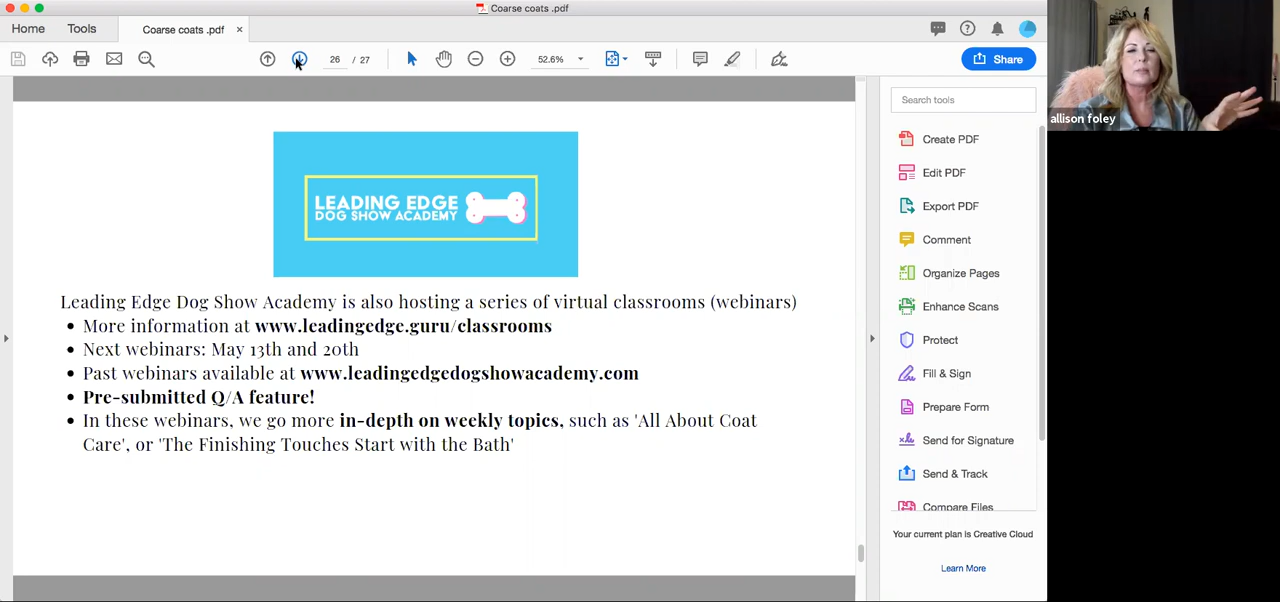 Coarse coats .pdf
Home
Tools
Coarse coats .pdf ×
26 / 27
52.6%
Share
Search tools
allison foley
LEADING EDGE
DOG SHOW ACADEMY
Leading Edge Dog Show Academy is also hosting a series of virtual classrooms (webinars)
• More information at www.leadingedge.guru/classrooms
• Next webinars: May 13th and 20th
• Past webinars available at www.leadingedgedogshowacademy.com
• Pre-submitted Q/A feature!
• In these webinars, we go more in-depth on weekly topics, such as 'All About Coat
Care', or 'The Finishing Touches Start with the Bath'
Create PDF
Edit PDF
Export PDF
Comment
Organize Pages
Enhance Scans
Protect
Fill & Sign
Prepare Form
Send for Signature
Send & Track
Compare Files
Your current plan is Creative Cloud
Learn More